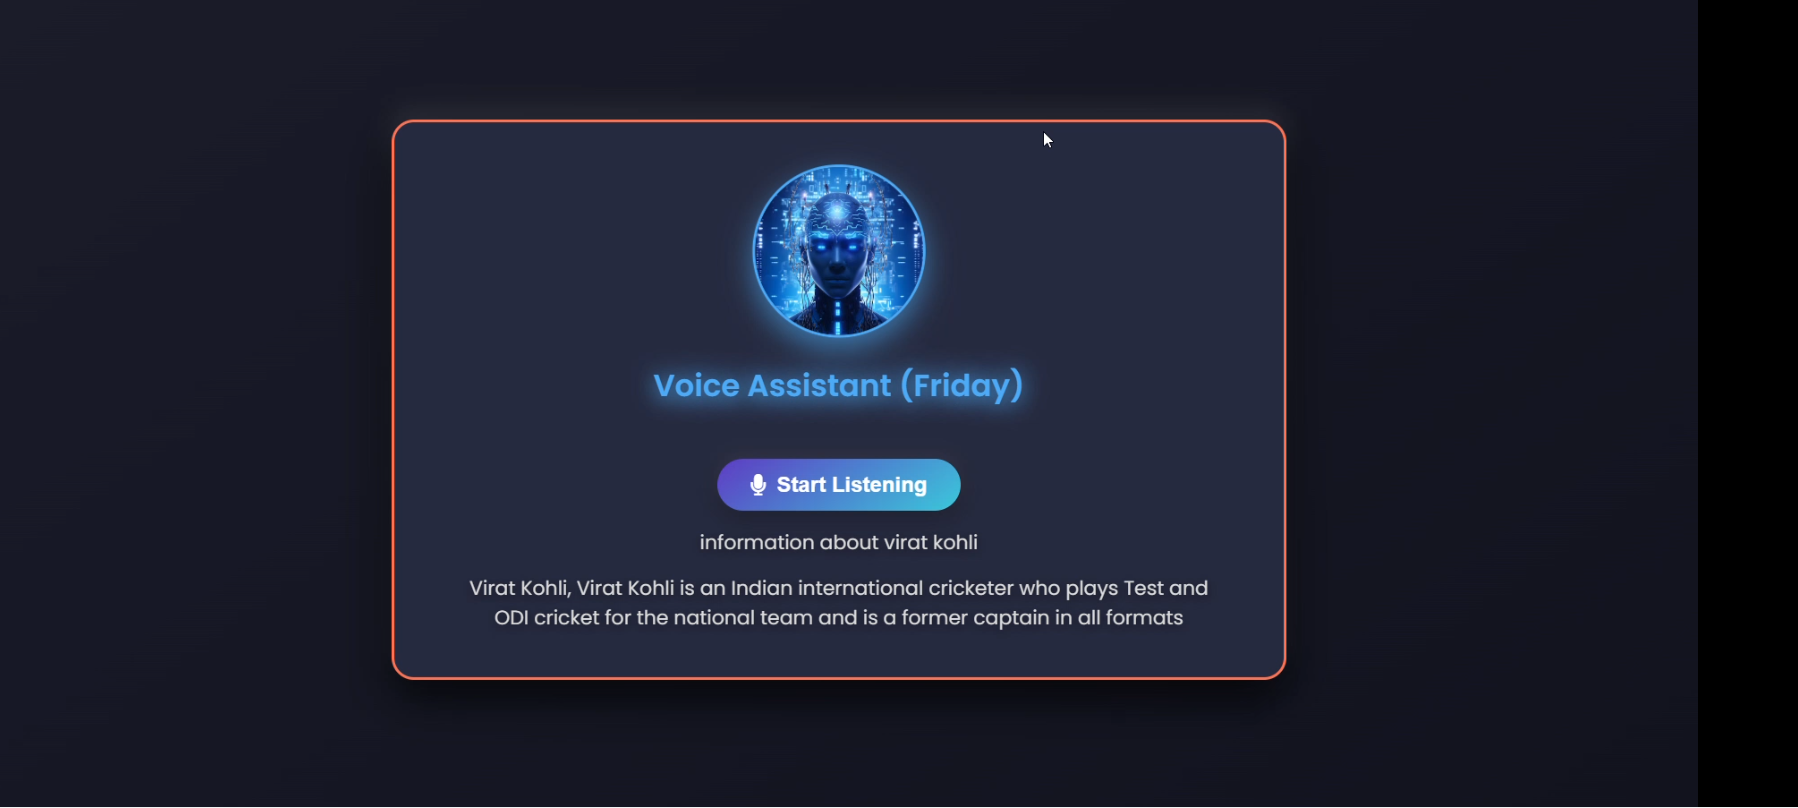 Voice Assistant (Friday)
Start Listening
information about virat kohli
Virat Kohli, Virat Kohli is an Indian international cricketer who plays Test and
ODI cricket for the national team and is a former captain in all formats